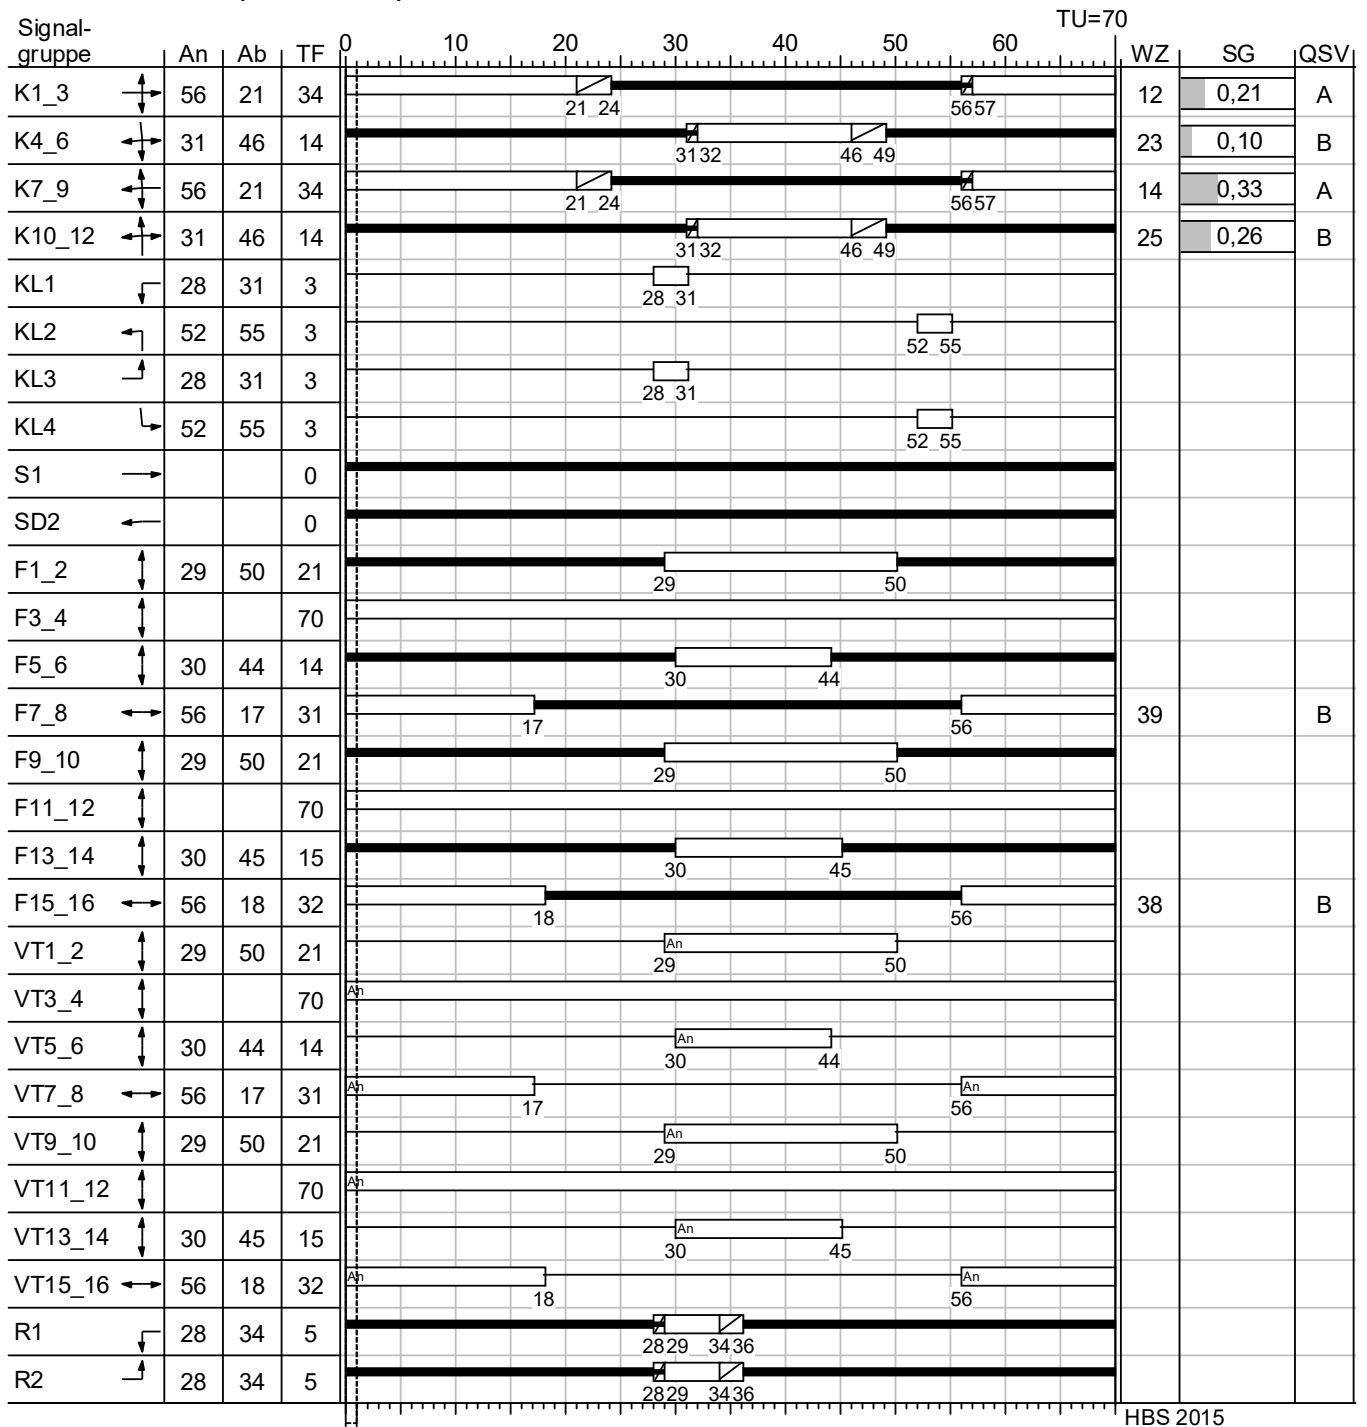 TU=70
Signal-
gruppe An Ab TF 0 10 20 30 40 50 60 WZ SG QSV
K1_3 56 21 34 12 0,21 A
21 24 56 57
K4_6 31 46 14 23 0,10 B
31 32 46 49
K7_9 56 21 34 14 0,33 A
21 24 56 57
K10_12 31 46 14 25 0,26 B
31 32 46 49
KL1 28 31 3
28 31
KL2 52 55 3
52 55
KL3 28 31 3
28 31
KL4 52 55 3
52 55
S1 0
SD2 0
F1_2 29 50 21
29 50
F3_4 70
F5_6 30 44 14
30 44
F7_8 56 17 31 39 B
17 56
F9_10 29 50 21
29 50
F11_12 70
F13_14 30 45 15
30 45
F15_16 56 18 32 38 B
18 56
VT1_2 29 50 21 An
29 50
VT3_4 70 An
VT5_6 30 44 14 An
30 44
VT7_8 56 17 31 An An
17 56
VT9_10 29 50 21 An
29 50
VT11_12 70 An
VT13_14 30 45 15 An
30 45
VT15_16 56 18 32 An An
18 56
R1 28 34 5
28 29 34 36
R2 28 34 5
28 29 34 36
HBS 2015